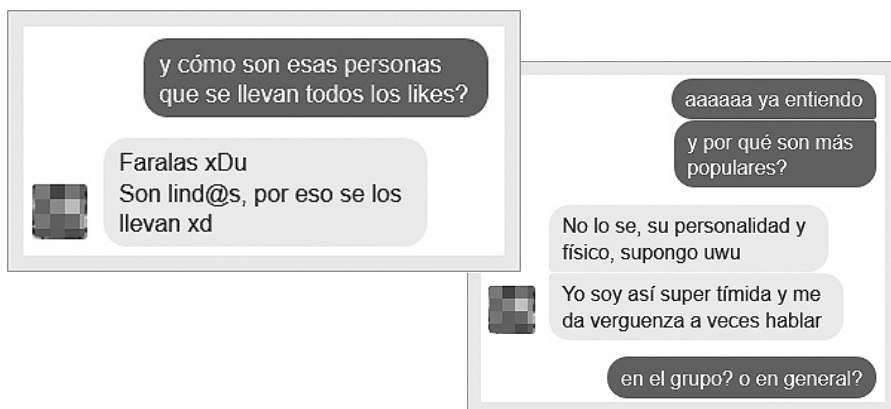 y cómo son esas personas
que se llevan todos los likes?
Faralas xDu
Son lind@s, por eso se los
llevan xd
aaaaaa ya entiendo
y por qué son más
populares?
No lo se, su personalidad y
físico, supongo uwu
Yo soy así super tímida y me
da verguenza a veces hablar
en el grupo? o en general?